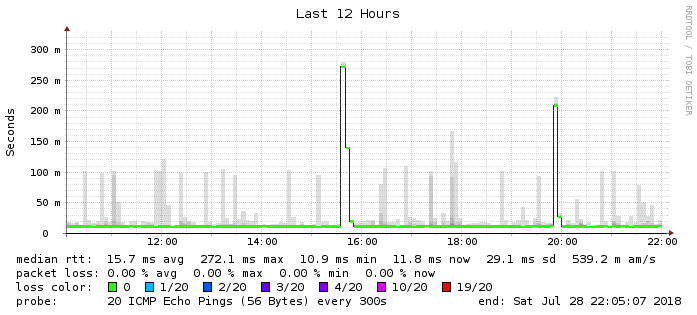 Last 12 Hours
RRDTOOL / TOBI OETIKER
Seconds
300 m
250 m
200 m
150 m
100 m
50 m
0
12:00 14:00 16:00 18:00 20:00 22:00
median rtt: 15.7 ms avg 272.1 ms max 10.9 ms min 11.8 ms now 29.1 ms sd 539.2 m am/s
packet loss: 0.00 % avg 0.00 % max 0.00 % min 0.00 % now
loss color: 0 1/20 2/20 3/20 4/20 10/20 19/20
probe: 20 ICMP Echo Pings (56 Bytes) every 300s end: Sat Jul 28 22:05:07 2018